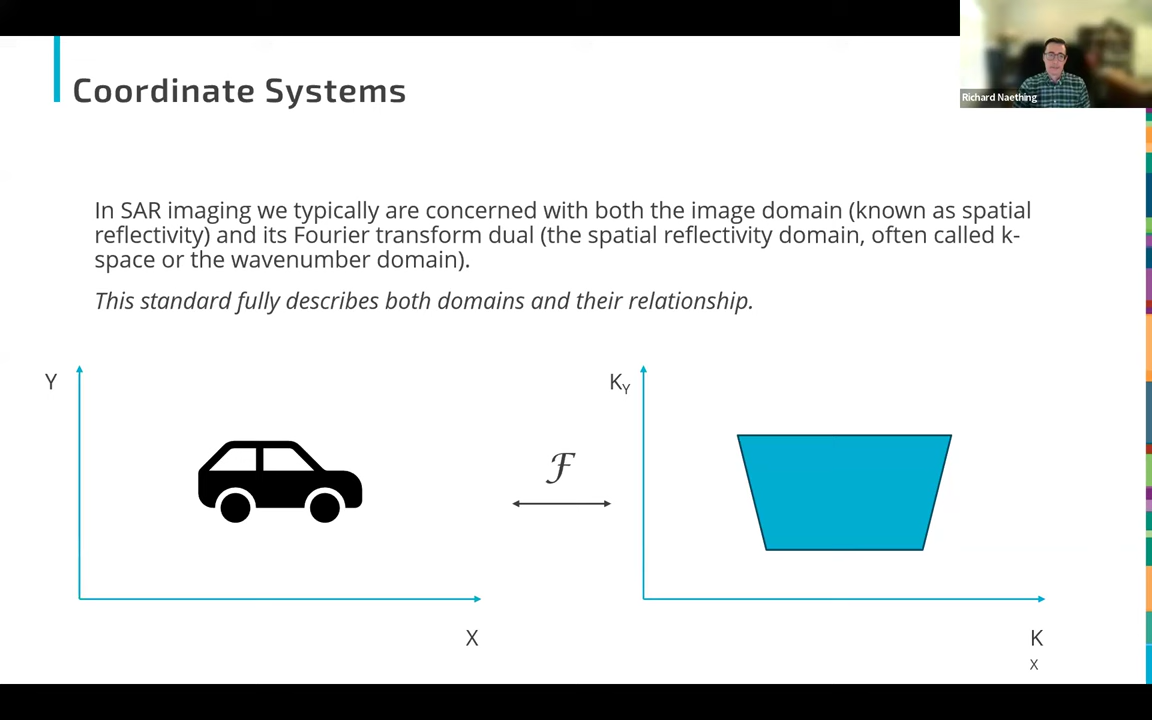 Coordinate Systems
Richard Naething
In SAR imaging we typically are concerned with both the image domain (known as spatial
reflectivity) and its Fourier transform dual (the spatial reflectivity domain, often called k-
space or the wavenumber domain).
This standard fully describes both domains and their relationship.
Y
K_Y
ℱ
X
K
X